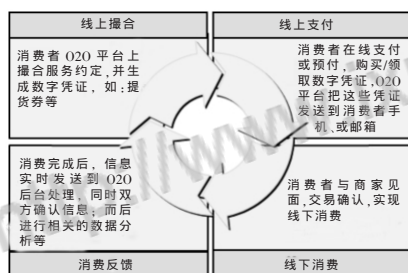 线上撮合
消费者 O2O 平台上
撮合服务约定，并生
成数字凭证，如:提
货券等
线上支付
消费者在线支付
或预付，购买/领
取数字凭证，O2O
平台把这些凭证
发送到消费者手
机、或邮箱
消费完成后，信息
实时发送到 O2O
后台处理，同时双
方确认信；而后
进行相关的数据分
析等
消费反馈
消费者与商家见
面，交易确认，实现
线下消费
线下消费